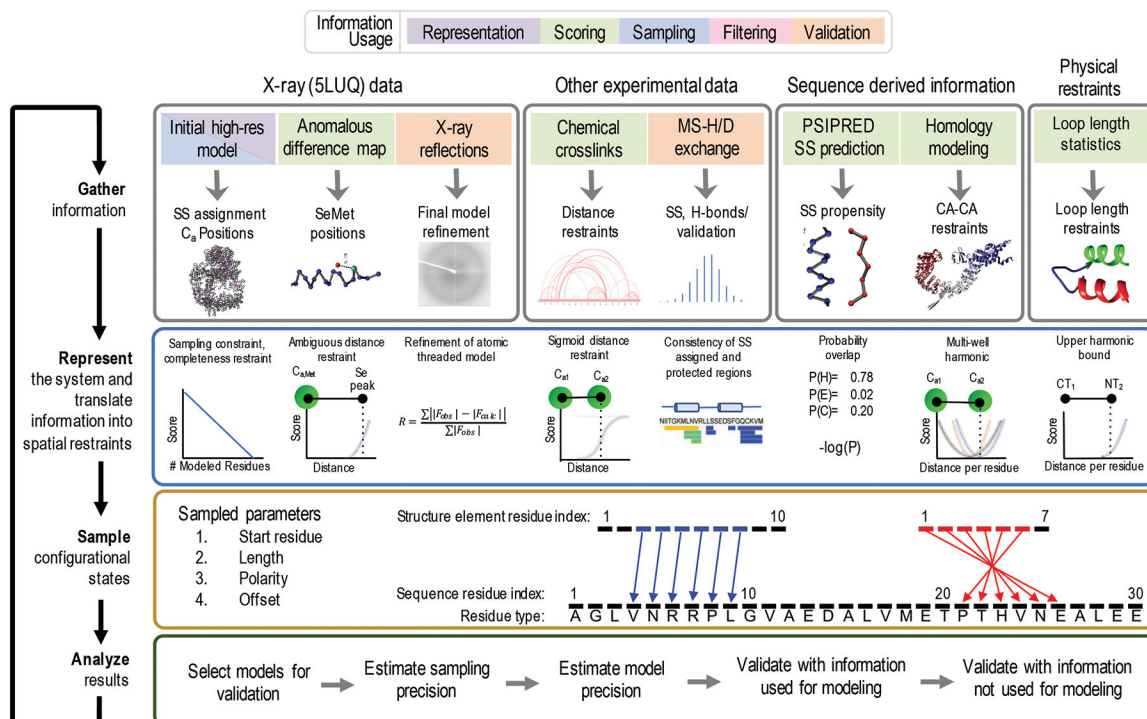 Information
Usage
Representation Scoring Sampling Filtering Validation
X-ray (5LUQ) data
Other experimental data
Sequence derived information
Physical
restraints
Initial high-res
model
Anomalous
difference map
X-ray
reflections
Chemical
crosslinks
MS-H/D
exchange
PSIPRED
SS prediction
Homology
modeling
Loop length
statistics
Gather
information
SS assignment
Ca Positions
SeMet
positions
Final model
refinement
Distance
restraints
SS, H-bonds/
validation
SS propensity
CA-CA
restraints
Loop length
restraints
Represent
the system and
translate
information into
spatial restraints
Sampling constraint,
completeness restraint
Score
# Modeled Residues
Ambiguous distance
restraint
Ca,Met
Se
peak
Score
Distance
Refinement of atomic
threaded model
R = ∑||Fobs| − |Fcalc|| / ∑|Fobs|
Sigmoid distance
restraint
Ca1 Ca2
Score
Distance
Consistency of SS
assigned and
protected regions
NIITGKMLNVRLLSSEDSFGQCKVM
Probability
overlap
P(H)= 0.78
P(E)= 0.02
P(C)= 0.20
-log(P)
Multi-well
harmonic
Ca1 Ca2
Score
Distance per residue
Upper harmonic
bound
CT1 NT2
Score
Distance per residue
Sample
configurational
states
Sampled parameters
1. Start residue
2. Length
3. Polarity
4. Offset
Structure element residue index: 1 10 1 7
Sequence residue index: 1 10 20 30
Residue type: A G L V N R R P L G V A E D A L V M E T P T H V N E A L E E
Analyze
results
Select models for
validation
Estimate sampling
precision
Estimate model
precision
Validate with information
used for modeling
Validate with information
not used for modeling